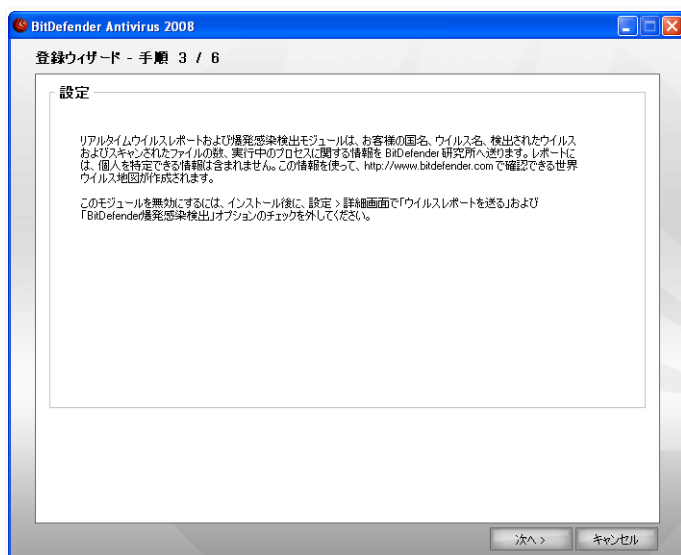 BitDefender Antivirus 2008
登録ウィザード - 手順 3 / 6
設定
リアルタイムウイルスレポートおよび爆発感染検出モジュールは、お客様の国名、ウイルス名、検出されたウイルス
およびスキャンされたファイルの数、実行中のプロセスに関する情報を BitDefender 研究所へ送ります。レポートに
は、個人を特定できる情報は含まれません。この情報を使って、http://www.bitdefender.com で確認できる世界
ウイルス地図が作成されます。
このモジュールを無効にするには、インストール後に、設定 > 詳細画面で「ウイルスレポートを送る」および
「BitDefender爆発感染検出」オプションのチェックを外してください。
次へ >
キャンセル